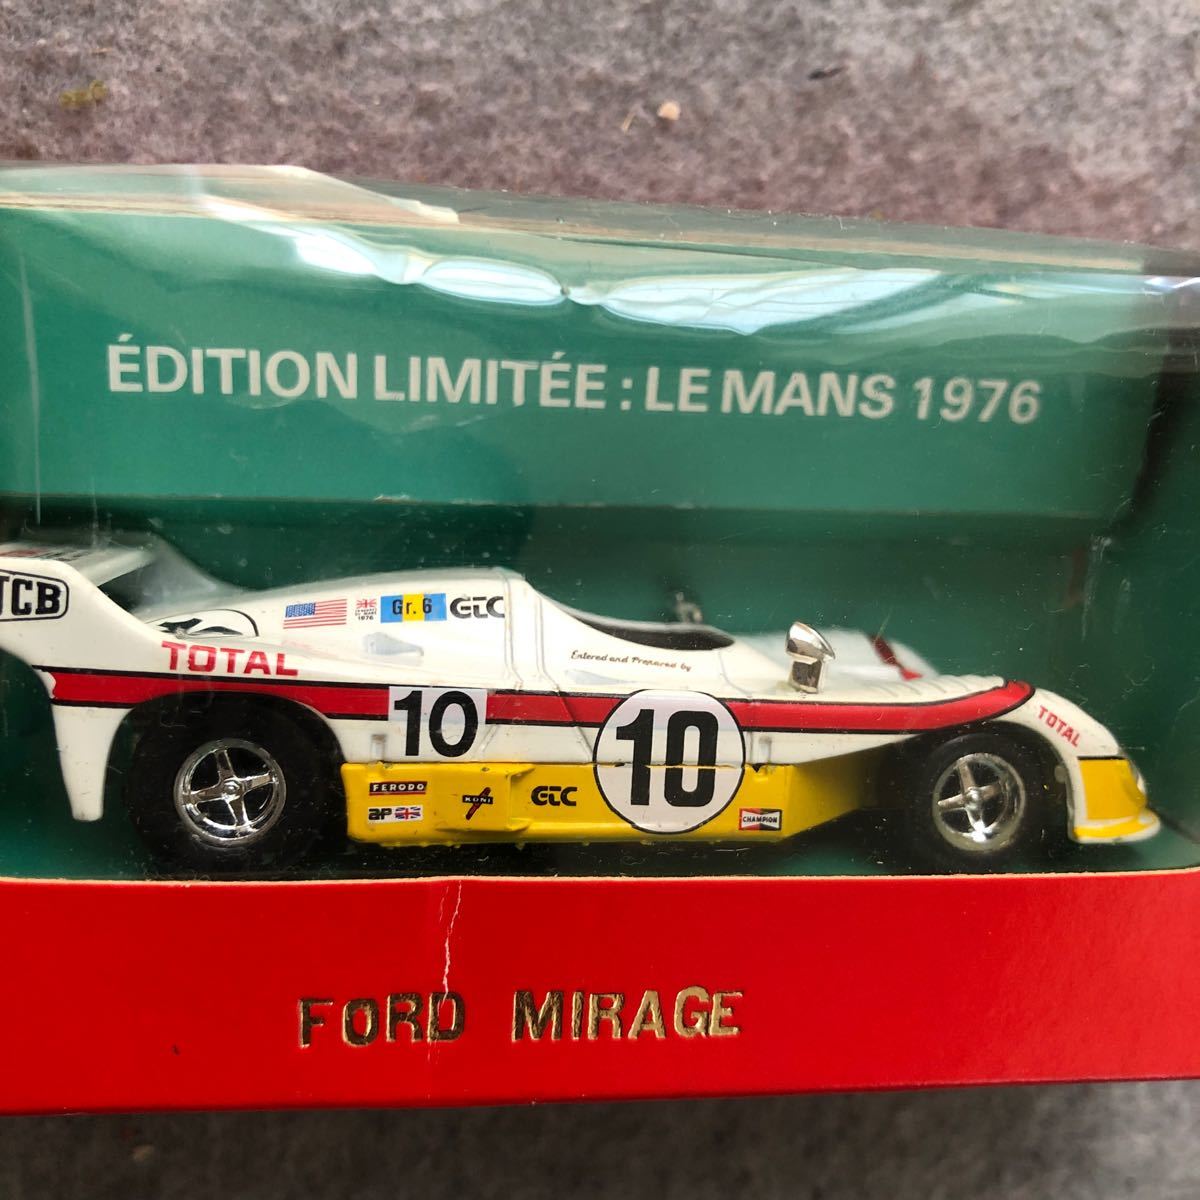 ÉDITION LIMITÉE : LE MANS 1976
JCB
Gr. 6
GTC
1976
TOTAL
Entered and Prepared by
10
10
TOTAL
FERODO
KONI
GTC
ap
CHAMPION
FORD MIRAGE